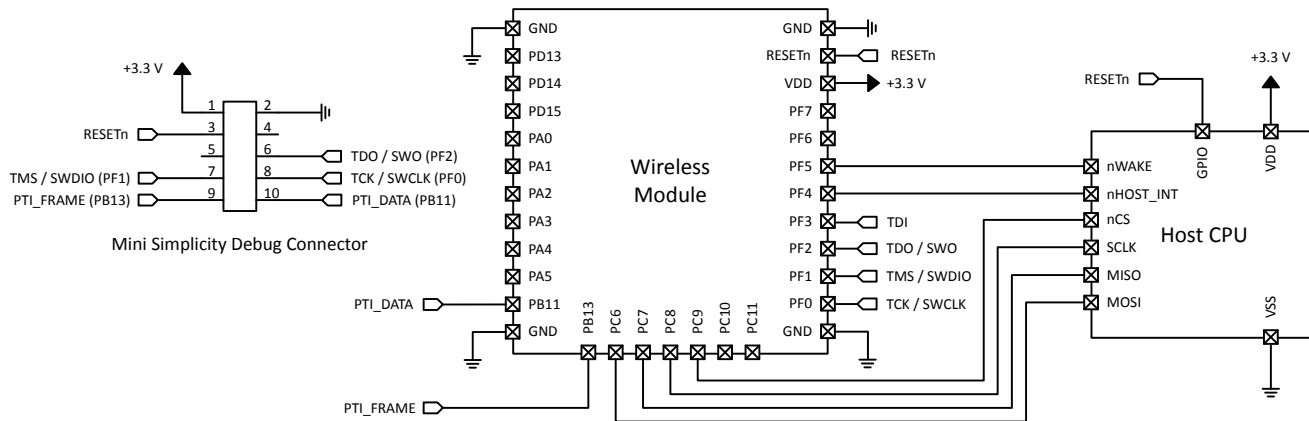 +3.3 V
1 2
RESETn 3 4
5 6 TDO / SWO (PF2)
TMS / SWDIO (PF1) 7 8 TCK / SWCLK (PF0)
PTI_FRAME (PB13) 9 10 PTI_DATA (PB11)
Mini Simplicity Debug Connector
GND
PD13
PD14
PD15
PA0
PA1
PA2
PA3
PA4
PA5
PTI_DATA PB11
GND
Wireless
Module
GND
RESETn RESETn
VDD +3.3 V
PF7
PF6
PF5
PF4
PF3 TDI
PF2 TDO / SWO
PF1 TMS / SWDIO
PF0 TCK / SWCLK
GND
PB13 PC6 PC7 PC8 PC9 PC10 PC11
PTI_FRAME
RESETn
+3.3 V
GPIO
VDD
nWAKE
nHOST_INT
nCS
SCLK
MISO
MOSI
Host CPU
VSS